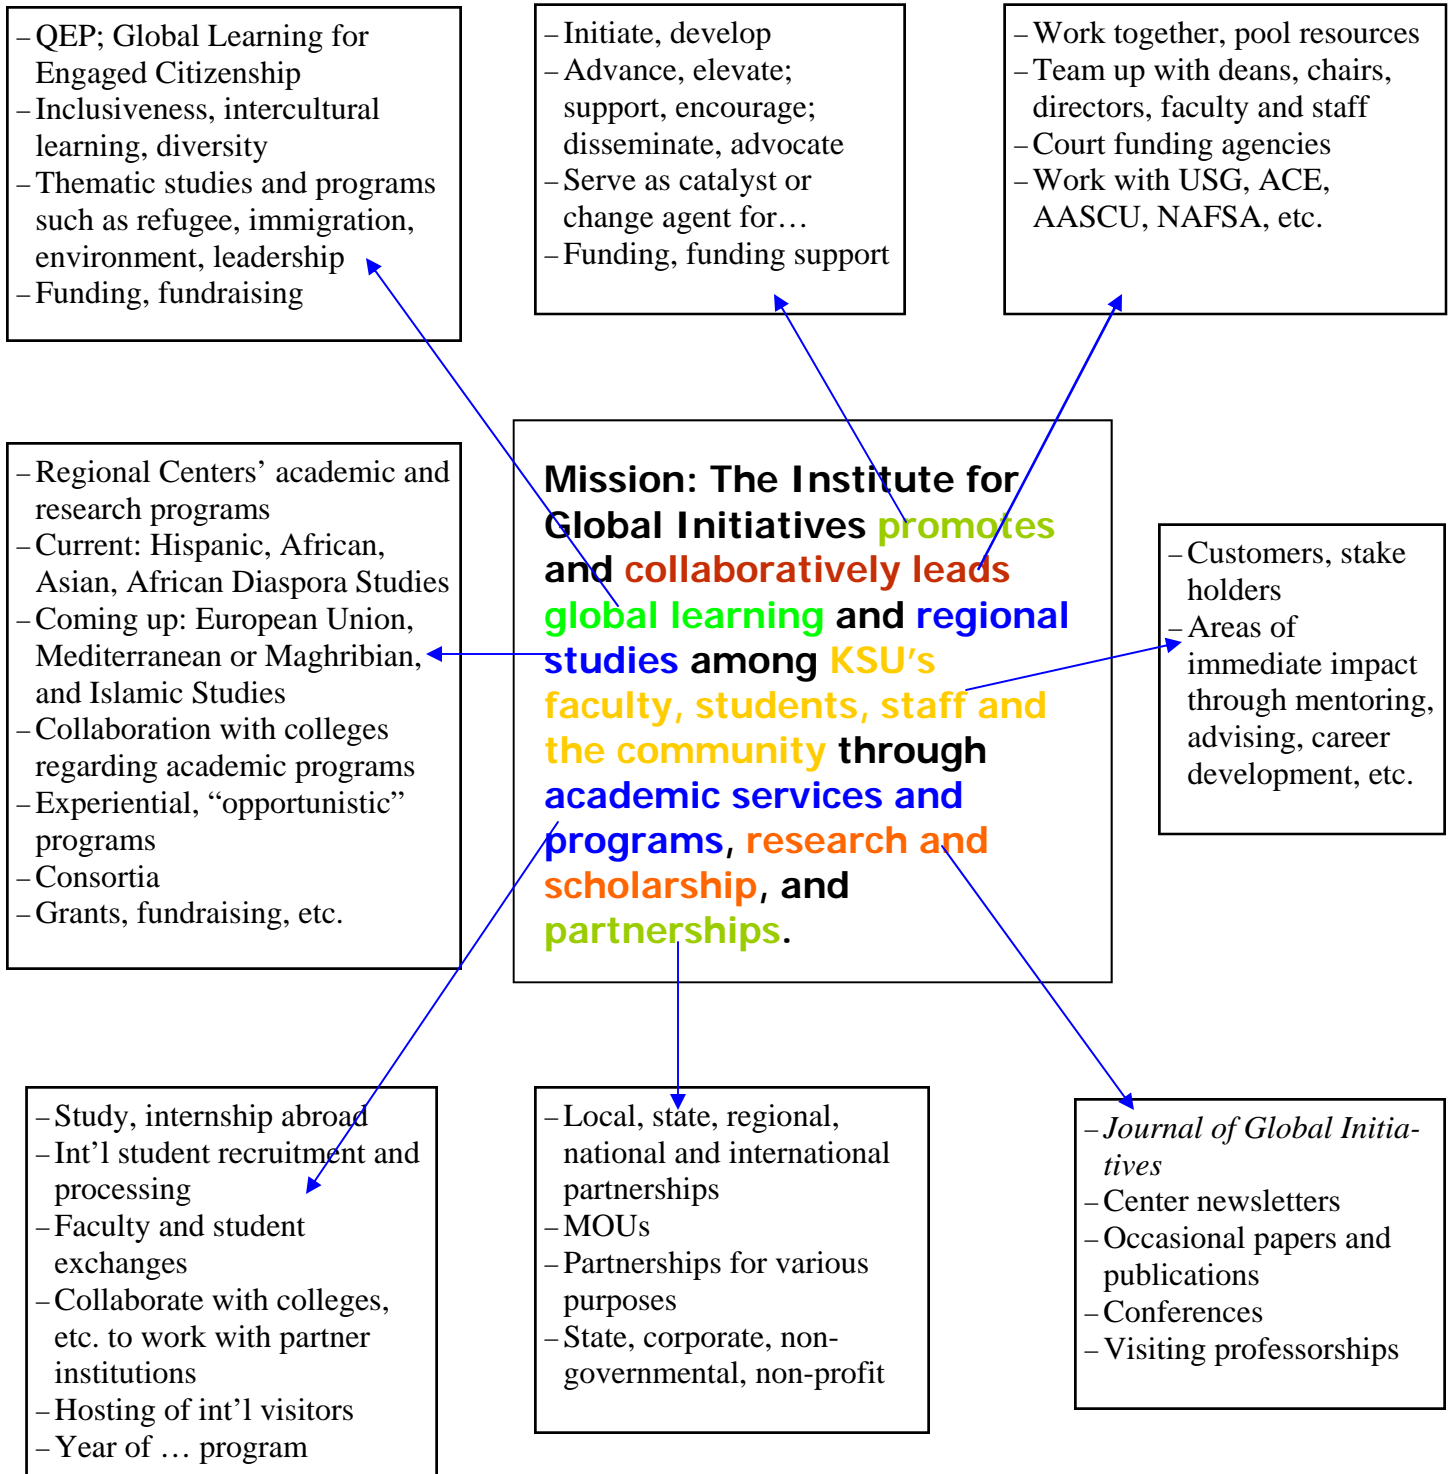 – QEP; Global Learning for
Engaged Citizenship
– Inclusiveness, intercultural
learning, diversity
– Thematic studies and programs
such as refugee, immigration,
environment, leadership
– Funding, fundraising
– Initiate, develop
– Advance, elevate;
support, encourage;
disseminate, advocate
– Serve as catalyst or
change agent for…
– Funding, funding support
– Work together, pool resources
– Team up with deans, chairs,
directors, faculty and staff
– Court funding agencies
– Work with USG, ACE,
AASCU, NAFSA, etc.
– Regional Centers’ academic and
research programs
– Current: Hispanic, African,
Asian, African Diaspora Studies
– Coming up: European Union,
Mediterranean or Maghribian,
and Islamic Studies
– Collaboration with colleges
regarding academic programs
– Experiential, “opportunistic”
programs
– Consortia
– Grants, fundraising, etc.
Mission: The Institute for
Global Initiatives promotes
and collaboratively leads
global learning and regional
studies among KSU’s
faculty, students, staff and
the community through
academic services and
programs, research and
scholarship, and
partnerships.
– Customers, stake
holders
– Areas of
immediate impact
through mentoring,
advising, career
development, etc.
– Study, internship abroad
– Int’l student recruitment and
processing
– Faculty and student
exchanges
– Collaborate with colleges,
etc. to work with partner
institutions
– Hosting of int’l visitors
– Year of … program
– Local, state, regional,
national and international
partnerships
– MOUs
– Partnerships for various
purposes
– State, corporate, non-
governmental, non-profit
– Journal of Global Initia-
tives
– Center newsletters
– Occasional papers and
publications
– Conferences
– Visiting professorships